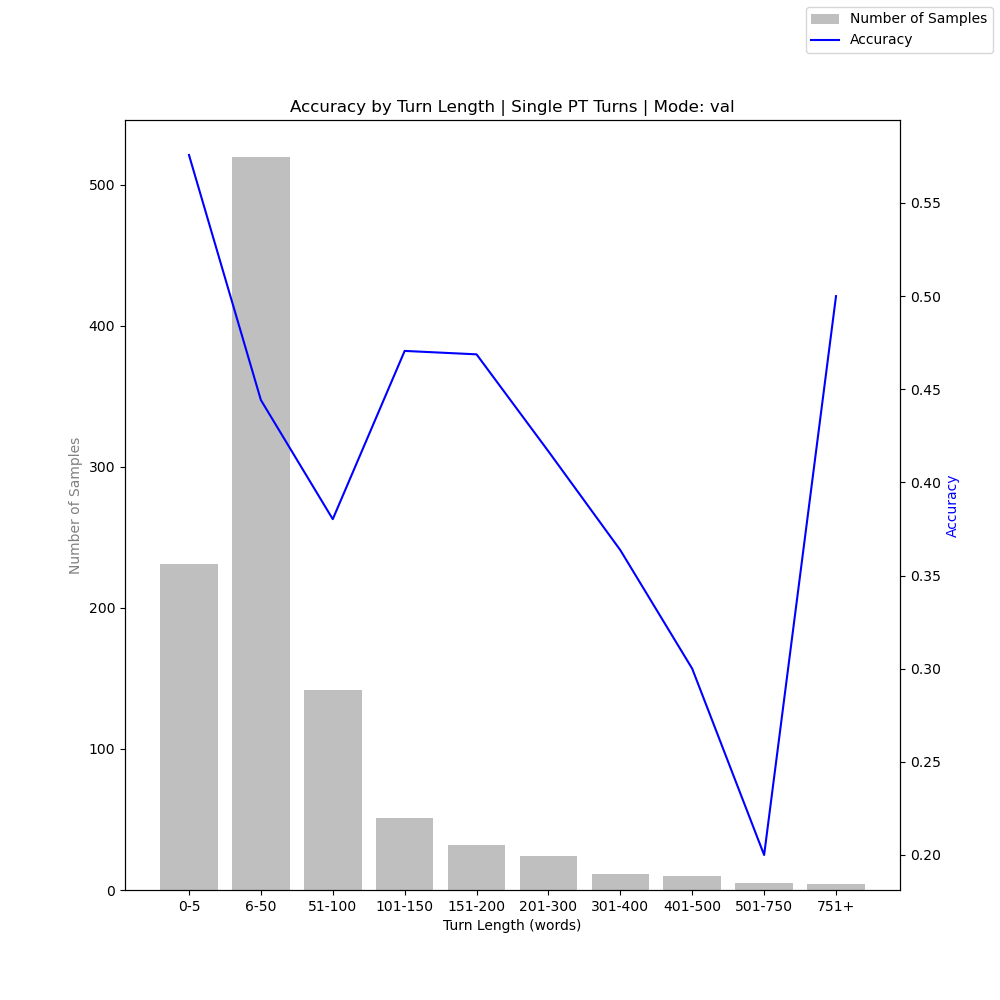 Number of Samples
Accuracy
Accuracy by Turn Length | Single PT Turns | Mode: val
500
400
300
200
100
0
Number of Samples
0.55
0.50
0.45
0.40
0.35
0.30
0.25
0.20
Accuracy
0-5 6-50 51-100 101-150 151-200 201-300 301-400 401-500 501-750 751+
Turn Length (words)